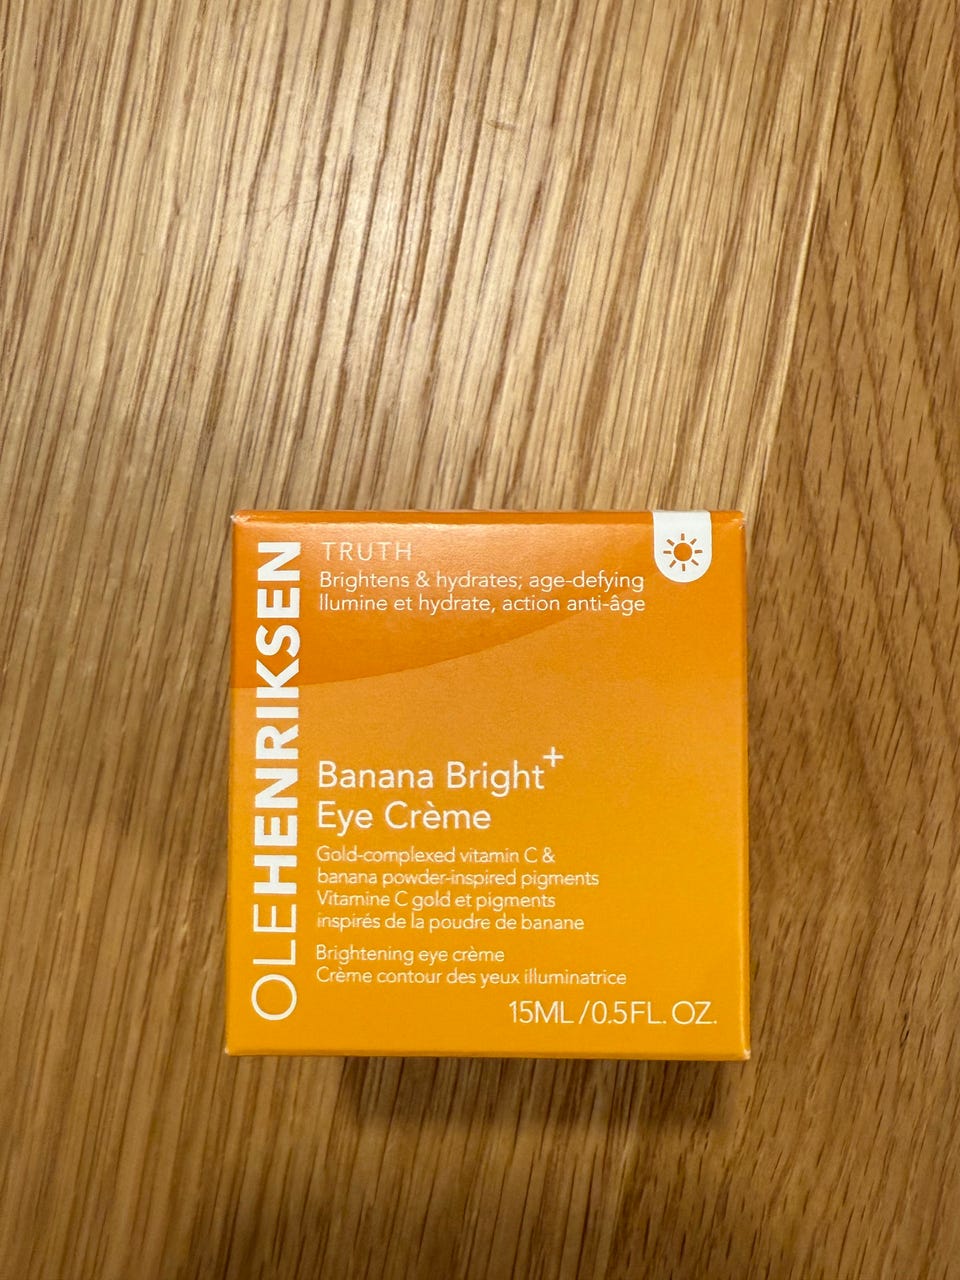 OLEHENRIKSEN
TRUTH
Brightens & hydrates; age-defying
Ilumine et hydrate, action anti-âge
Banana Bright+
Eye Crème
Gold-complexed vitamin C &
banana powder-inspired pigments
Vitamine C gold et pigments
inspirés de la poudre de banane
Brightening eye crème
Crème contour des yeux illuminatrice
15ML/0.5FL. OZ.